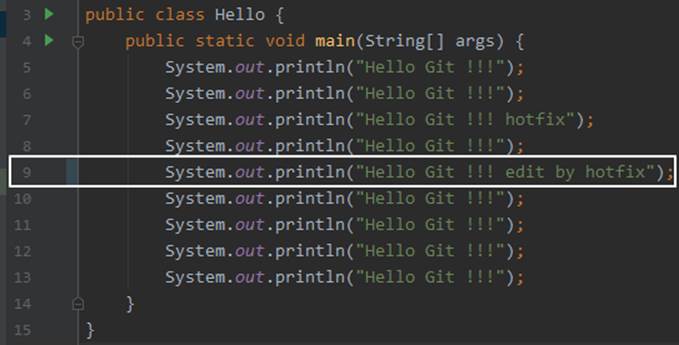 3 public class Hello {
4     public static void main(String[] args) {
5         System.out.println("Hello Git !!!");
6         System.out.println("Hello Git !!!");
7         System.out.println("Hello Git !!! hotfix");
8         System.out.println("Hello Git !!!");
9         System.out.println("Hello Git !!! edit by hotfix");
10         System.out.println("Hello Git !!!");
11         System.out.println("Hello Git !!!");
12         System.out.println("Hello Git !!!");
13         System.out.println("Hello Git !!!");
14     }
15 }